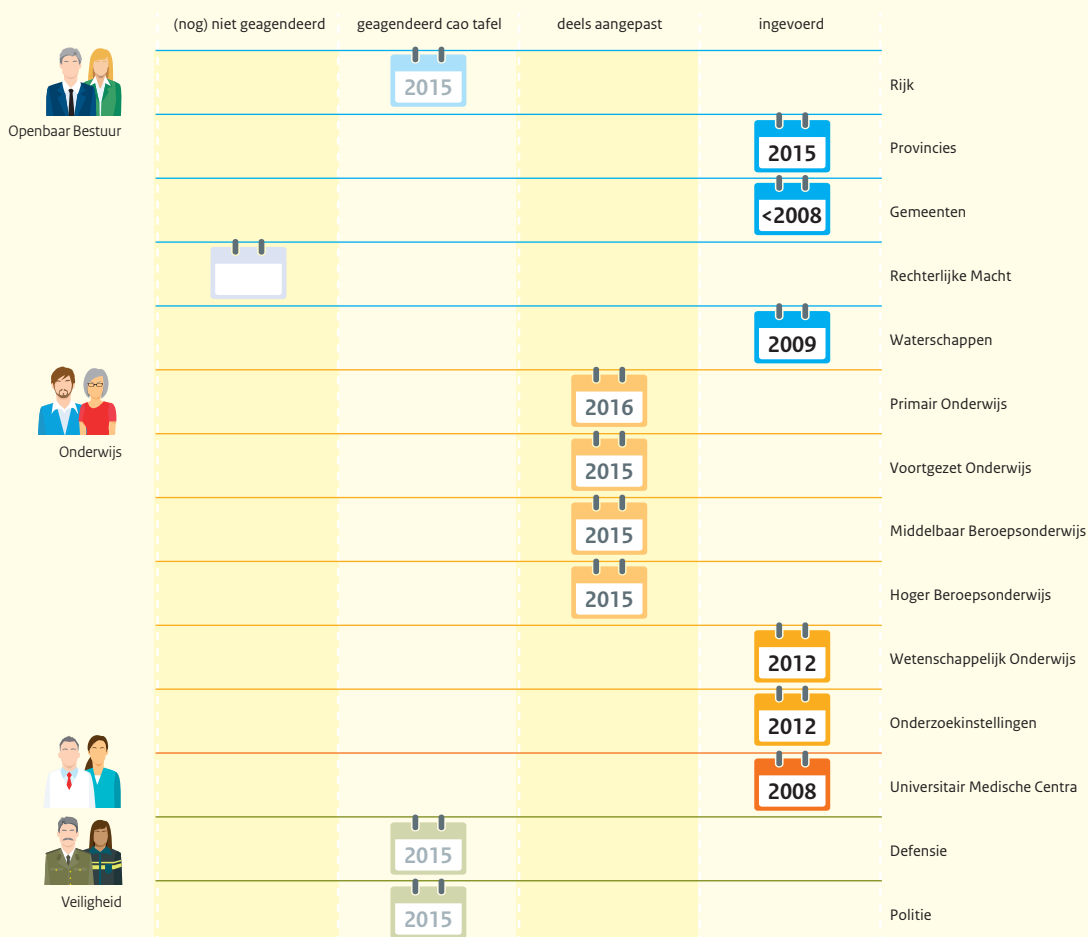 (nog) niet geagendeerd geagendeerd cao tafel deels aangepast ingevoerd
2015 Rijk
Openbaar Bestuur
2015 Provincies
<2008 Gemeenten
Rechterlijke Macht
2009 Waterschappen
2016 Primair Onderwijs
Onderwijs
2015 Voortgezet Onderwijs
2015 Middelbaar Beroepsonderwijs
2015 Hoger Beroepsonderwijs
2012 Wetenschappelijk Onderwijs
2012 Onderzoekinstellingen
2008 Universitair Medische Centra
2015 Defensie
Veiligheid
2015 Politie